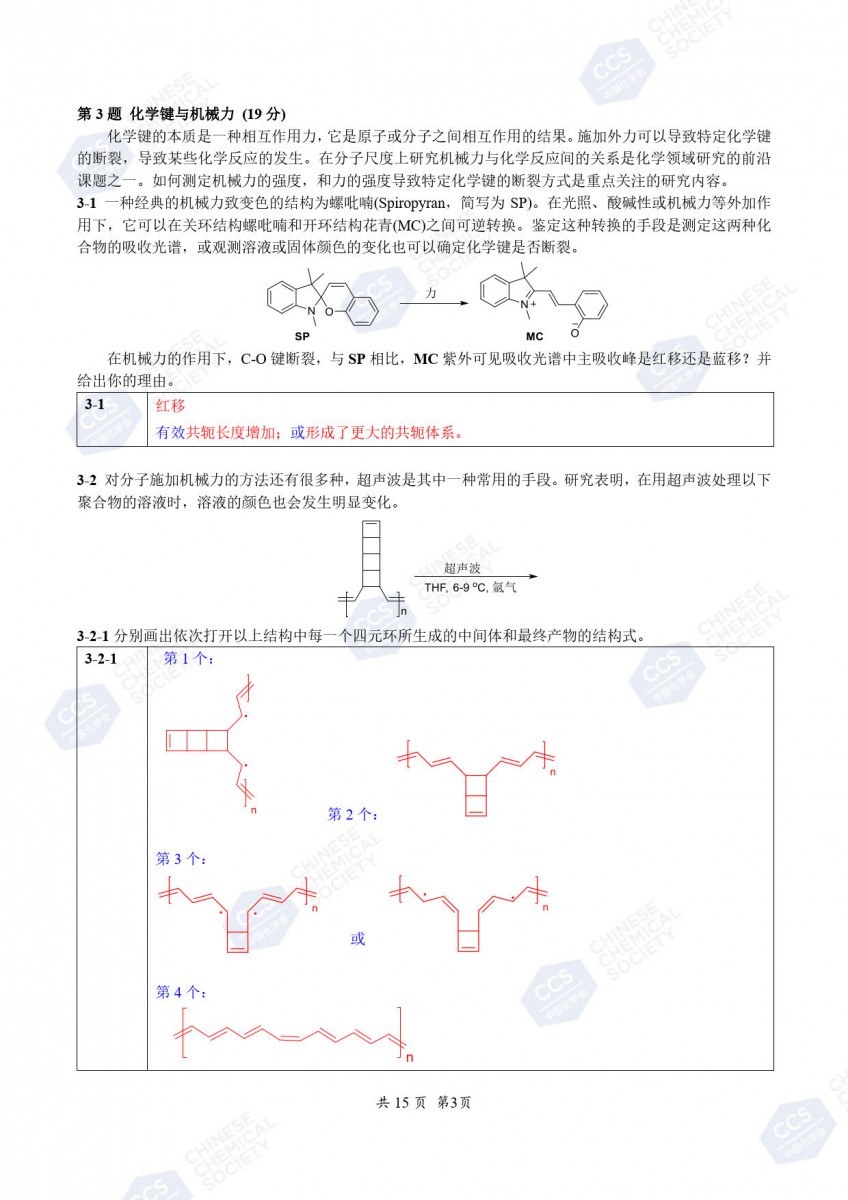 第 3 题 化学键与机械力 (19 分)
化学键的本质是一种相互作用力，它是原子或分子之间相互作用的结果。施加外力可以导致特定化学键
的断裂，导致某些化学反应的发生。在分子尺度上研究机械力与化学反应间的关系是化学领域研究的前沿
课题之一。如何测定机械力的强度，和力的强度导致特定化学键的断裂方式是重点关注的研究内容。
3-1 一种经典的机械力致变色的结构为螺吡喃(Spiropyran，简写为 SP)。在光照、酸碱性或机械力等外加作
用下，它可以在关环结构螺吡喃和开环结构花青(MC)之间可逆转换。鉴定这种转换的手段是测定这两种化
合物的吸收光谱，或观测溶液或固体颜色的变化也可以确定化学键是否断裂。
力
N O N +
SP MC O −
在机械力的作用下，C-O 键断裂，与 SP 相比，MC 紫外可见吸收光谱中主吸收峰是红移还是蓝移？并
给出你的理由。
3-1 红移
有效共轭长度增加；或形成了更大的共轭体系。
3-2 对分子施加机械力的方法还有很多种，超声波是其中一种常用的手段。研究表明，在用超声波处理以下
聚合物的溶液时，溶液的颜色也会发生明显变化。
超声波
THF, 6-9 ºC, 氩气
n
3-2-1 分别画出依次打开以上结构中每一个四元环所生成的中间体和最终产物的结构式。
3-2-1 第 1 个：
n
n
第 2 个：
第 3 个：
n n
或
第 4 个：
n
共 15 页 第3页
CCS
中国化学会
CHINESE
CHEMICAL
SOCIETY